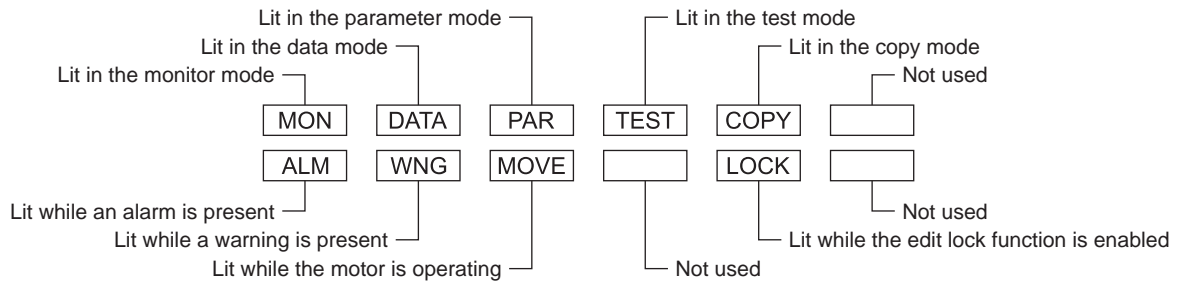 Lit in the parameter mode
Lit in the test mode
Lit in the data mode
Lit in the copy mode
Lit in the monitor mode
Not used
MON DATA PAR TEST COPY
ALM WNG MOVE LOCK
Lit while an alarm is present
Not used
Lit while a warning is present
Lit while the edit lock function is enabled
Lit while the motor is operating
Not used